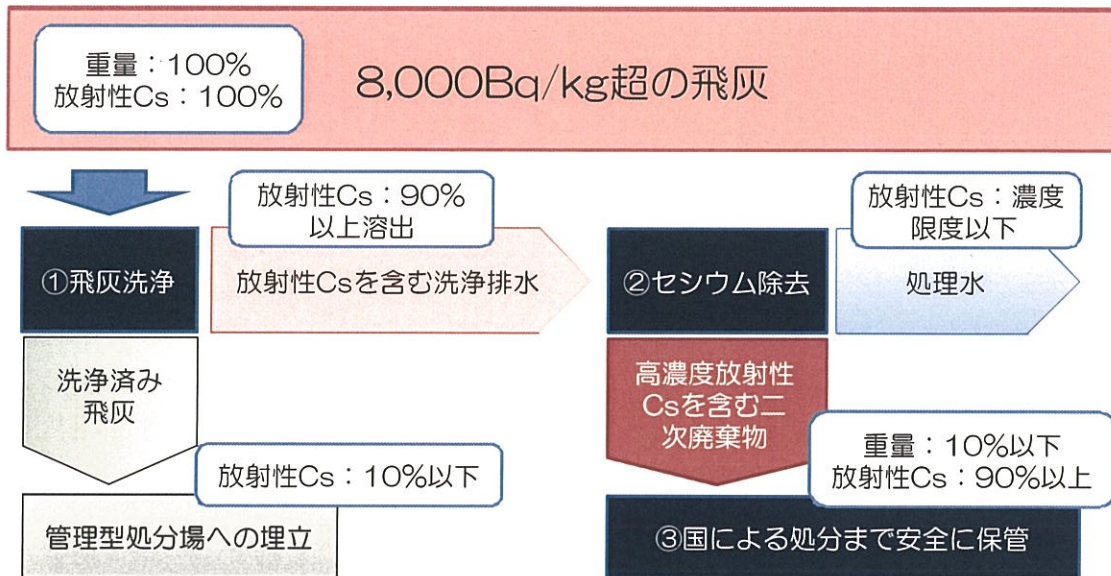 重量：100%
放射性Cs：100%
8,000Bq/kg超の飛灰
放射性Cs：90%
以上溶出
放射性Cs：濃度
限度以下
①飛灰洗浄
放射性Csを含む洗浄排水
②セシウム除去
処理水
洗浄済み
飛灰
高濃度放射性
Csを含む二
次廃棄物
放射性Cs：10%以下
重量：10%以下
放射性Cs：90%以上
管理型処分場への埋立
③国による処分まで安全に保管